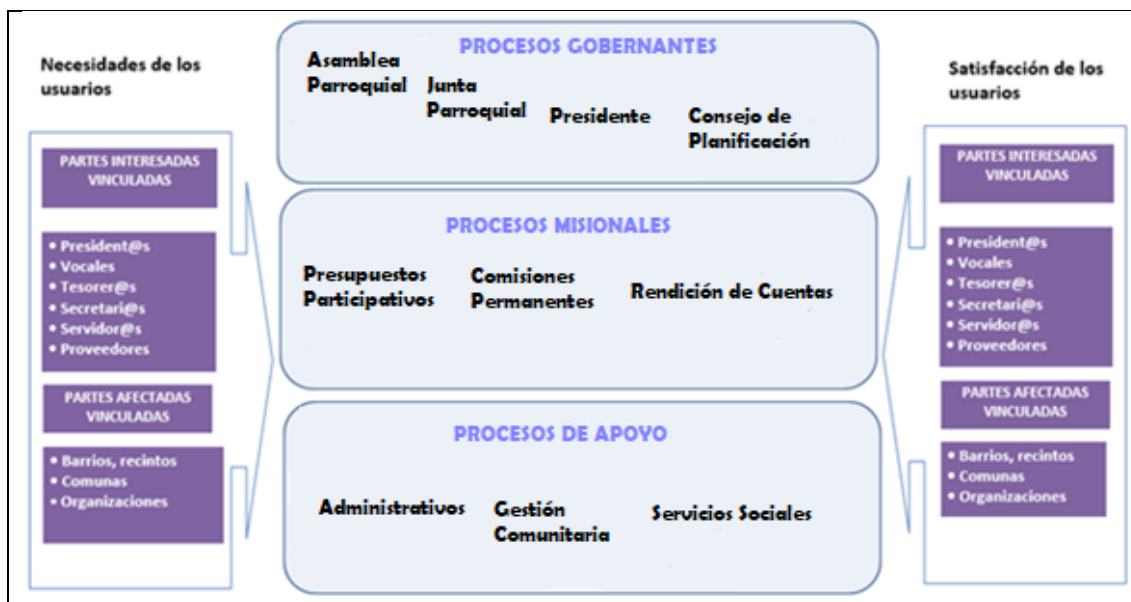 Necesidades de los
usuarios
PARTES INTERESADAS
VINCULADAS
• President@s
• Vocales
• Tesorer@s
• Secretari@s
• Servidor@s
• Proveedores
PARTES AFECTADAS
VINCULADAS
• Barrios, recintos
• Comunas
• Organizaciones
PROCESOS GOBERNANTES
Asamblea
Parroquial
Junta
Parroquial
Presidente
Consejo de
Planificación
PROCESOS MISIONALES
Presupuestos
Participativos
Comisiones
Permanentes
Rendición de Cuentas
PROCESOS DE APOYO
Administrativos
Gestión
Comunitaria
Servicios Sociales
Satisfacción de los
usuarios
PARTES INTERESADAS
VINCULADAS
• President@s
• Vocales
• Tesorer@s
• Secretari@s
• Servidor@s
• Proveedores
PARTES AFECTADAS
VINCULADAS
• Barrios, recintos
• Comunas
• Organizaciones